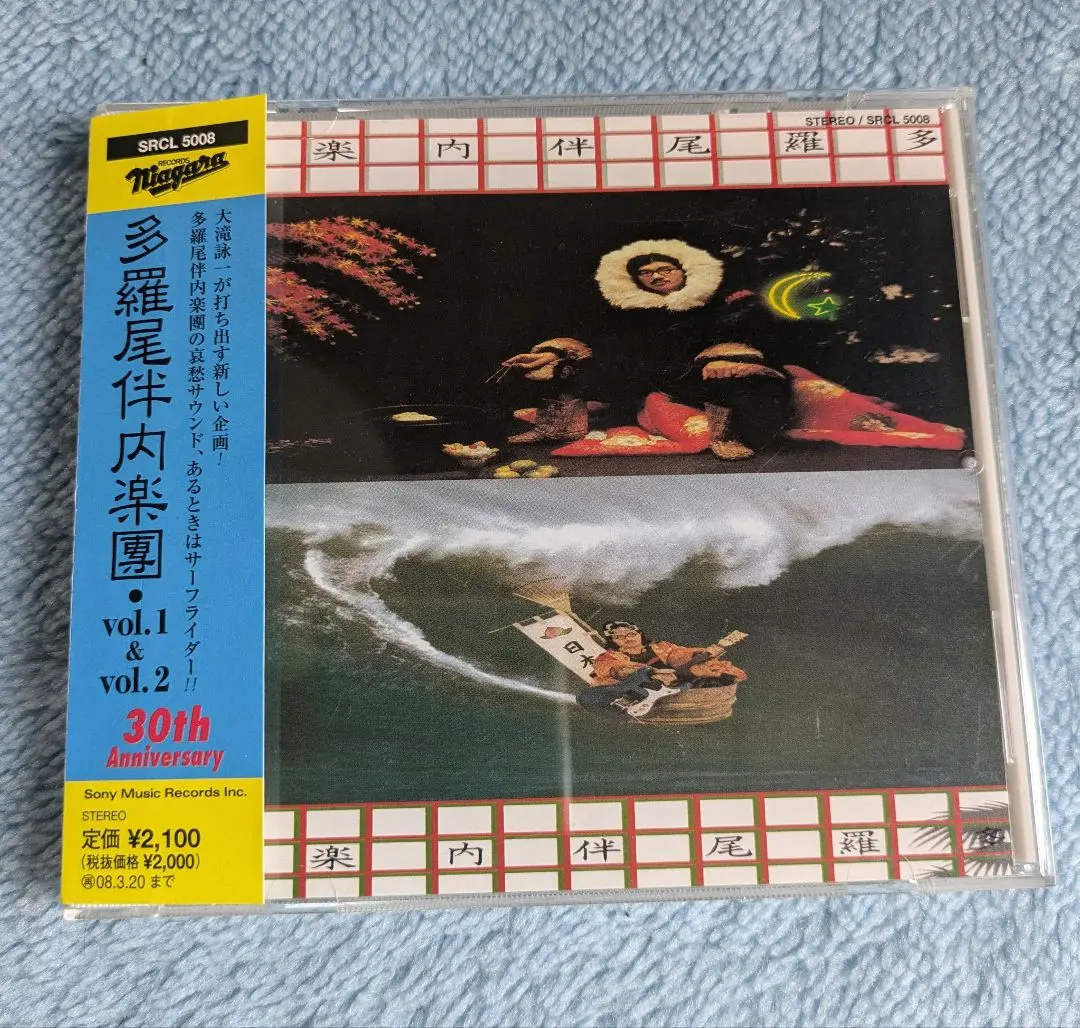 SRCL 5008
RECORDS
Niagara
多羅尾伴内楽團・
vol.1
&
vol.2
大滝詠一が打ち出す新しい企画!
多羅尾伴内楽團の哀愁サウンド、あるときはサーフライダー!!
30th
Anniversary
Sony Music Records Inc.
STEREO
定価 ¥2,100
(税抜価格 ¥2,000)
再08.3.20 まで
STEREO / SRCL 5008
楽内伴尾羅多
日本
楽内伴尾羅多